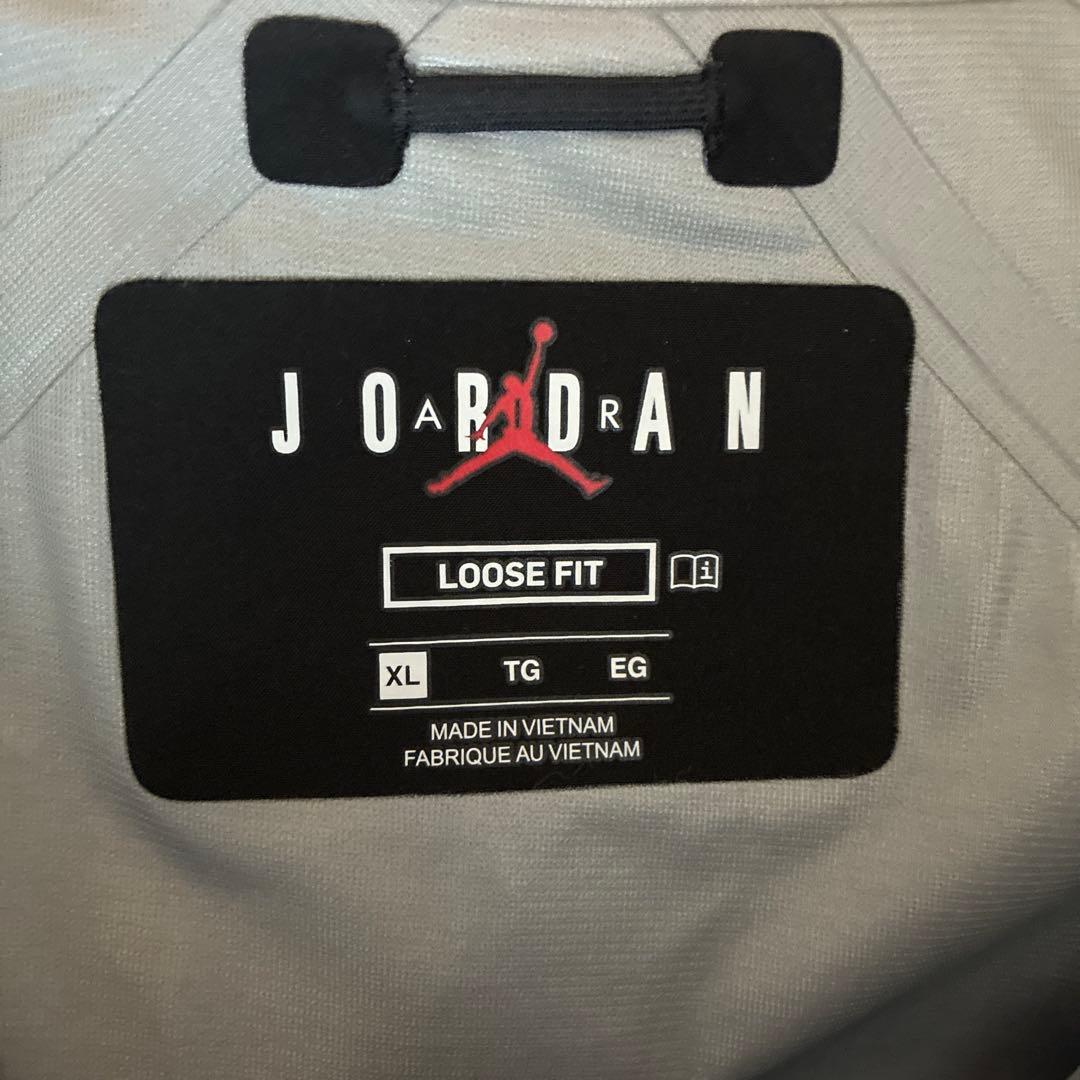 JORDAN
AIR
LOOSE FIT
i
XL TG EG
MADE IN VIETNAM
FABRIQUE AU VIETNAM